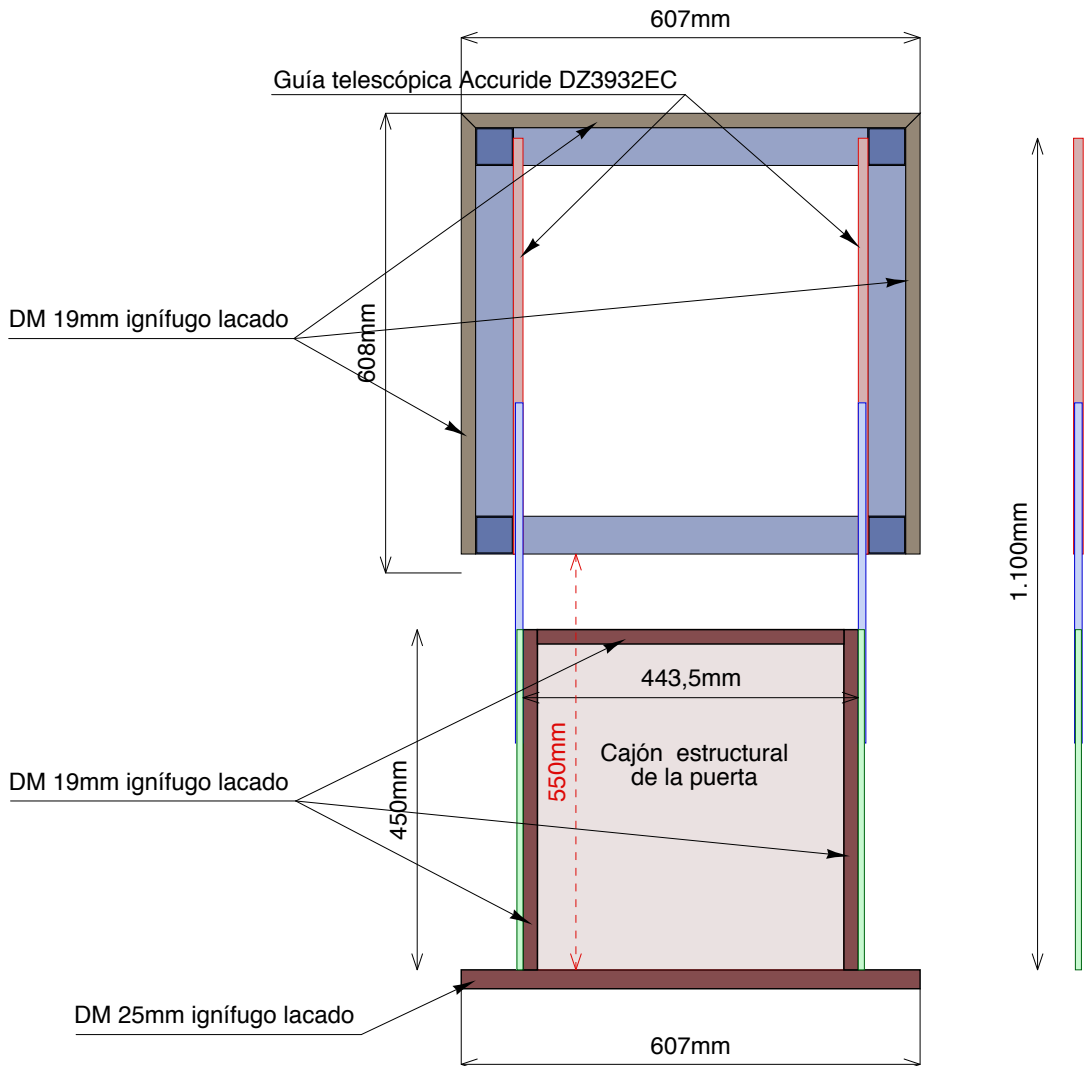 607mm
Guía telescópica Accuride DZ3932EC
DM 19mm ignífugo lacado
608mm
1.100mm
443,5mm
Cajón estructural
de la puerta
550mm
450mm
DM 19mm ignífugo lacado
DM 25mm ignífugo lacado
607mm